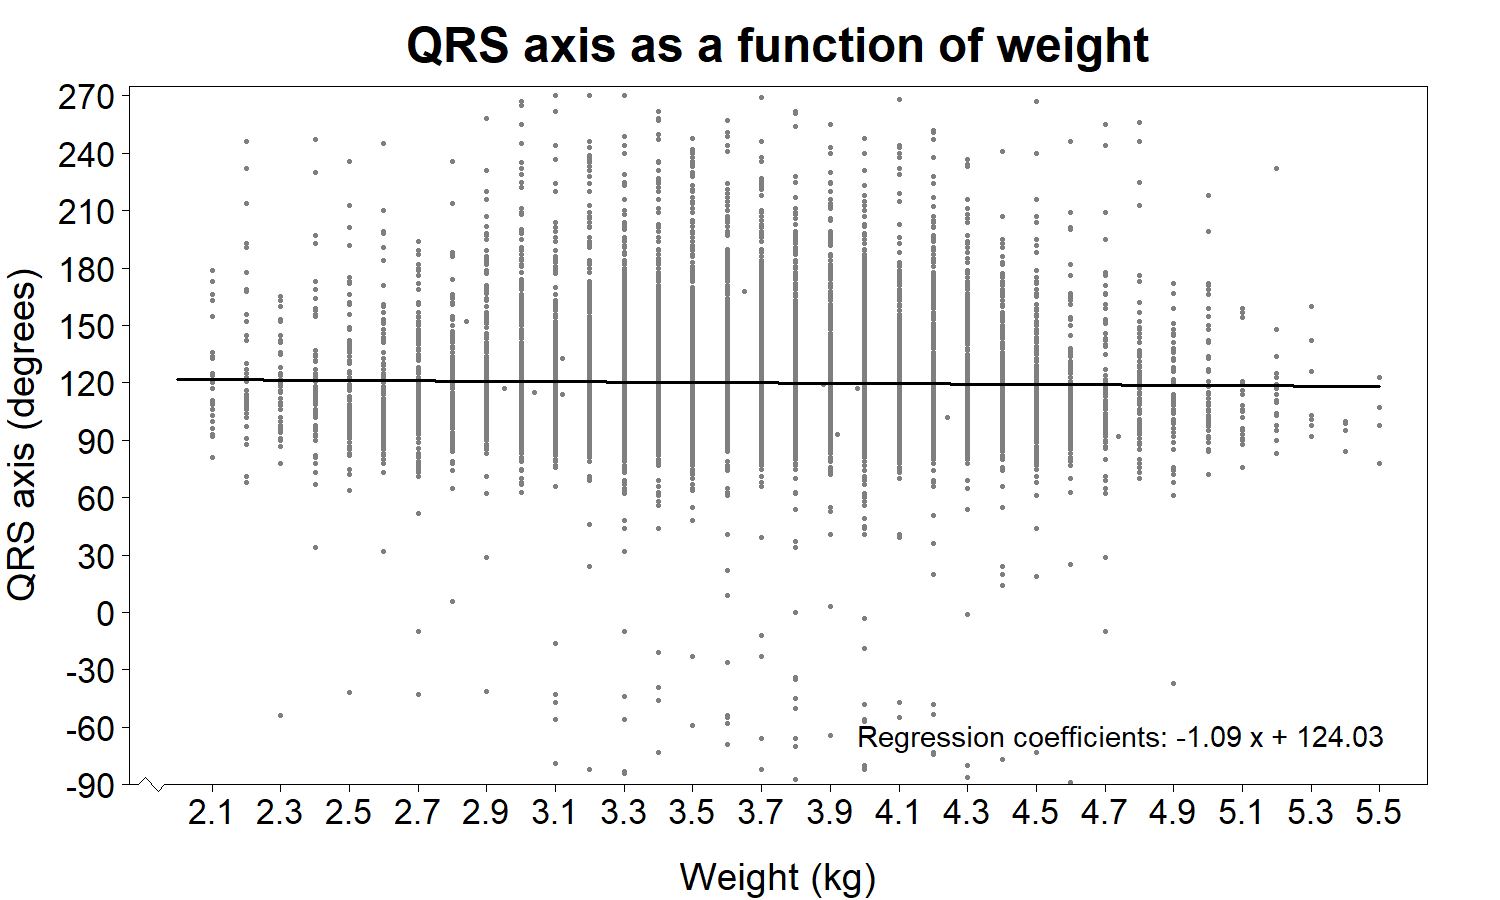 QRS axis as a function of weight
QRS axis (degrees)
270
240
210
180
150
120
90
60
30
0
-30
-60
-90
Regression coefficients: -1.09 x + 124.03
2.1 2.3 2.5 2.7 2.9 3.1 3.3 3.5 3.7 3.9 4.1 4.3 4.5 4.7 4.9 5.1 5.3 5.5
Weight (kg)